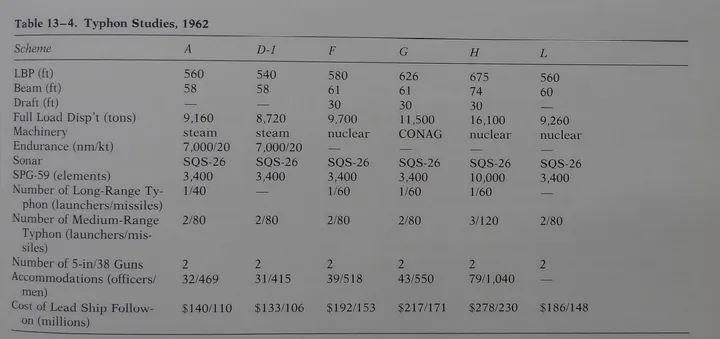 Table 13–4. Typhon Studies, 1962
Scheme A D-1 F G H L
LBP (ft) 560 540 580 626 675 560
Beam (ft) 58 58 61 61 74 60
Draft (ft) — — 30 30 30 —
Full Load Disp't (tons) 9,160 8,720 9,700 11,500 16,100 9,260
Machinery steam steam nuclear CONAG nuclear nuclear
Endurance (nm/kt) 7,000/20 7,000/20 — — — —
Sonar SQS-26 SQS-26 SQS-26 SQS-26 SQS-26 SQS-26
SPG-59 (elements) 3,400 3,400 3,400 3,400 10,000 3,400
Number of Long-Range Ty- 1/40 — 1/60 1/60 1/60 —
phon (launchers/missiles)
Number of Medium-Range 2/80 2/80 2/80 2/80 3/120 2/80
Typhon (launchers/mis-
siles)
Number of 5-in/38 Guns 2 2 2 2 2 2
Accommodations (officers/ 32/469 31/415 39/518 43/550 79/1,040 —
men)
Cost of Lead Ship Follow- $140/110 $133/106 $192/153 $217/171 $278/230 $186/148
on (millions)